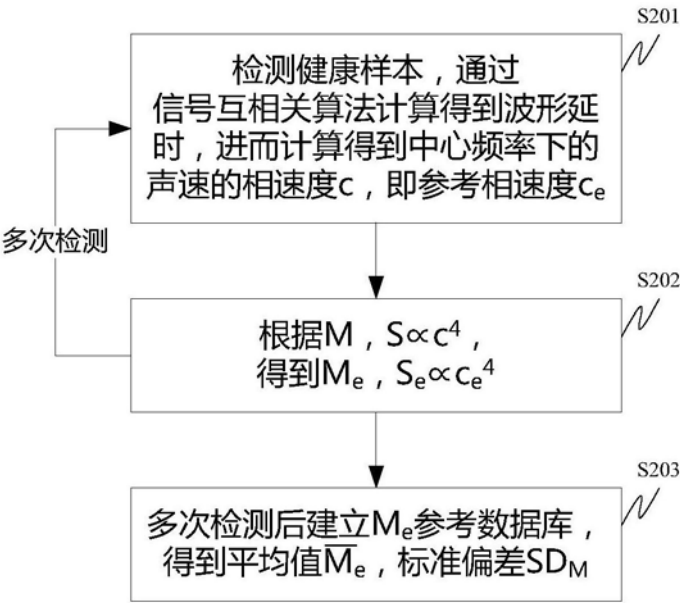 S201
检测健康样本，通过
信号互相关算法计算得到波形延
时，进而计算得到中心频率下的
声速的相速度c，即参考相速度cₑ
多次检测
S202
根据M，S∝c⁴，
得到Mₑ，Sₑ∝cₑ⁴
S203
多次检测后建立Mₑ参考数据库，
得到平均值M̅ₑ，标准偏差SD_M